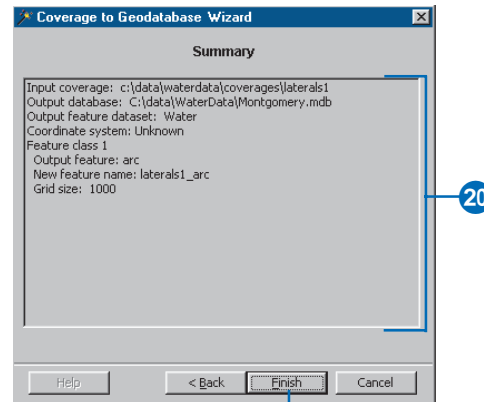 Coverage to Geodatabase Wizard
Summary
Input coverage: c:\data\waterdata\coverages\laterals1
Output database: C:\data\WaterData\Montgomery.mdb
Output feature dataset: Water
Coordinate system: Unknown
Feature class 1
Output feature: arc
New feature name: laterals1_arc
Grid size: 1000
20
Help
< Back
Finish
Cancel